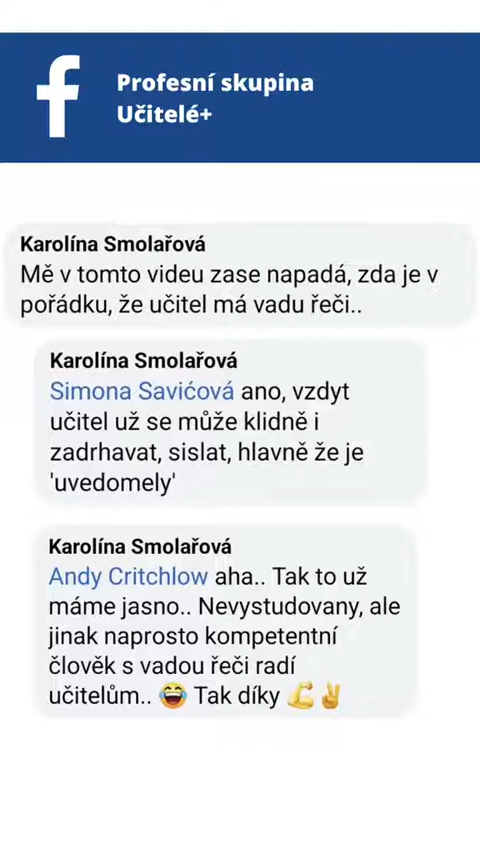 Profesní skupina
Učitelé+
Karolína Smolařová
Mě v tomto videu zase napadá, zda je v
pořádku, že učitel má vadu řeči..
Karolína Smolařová
Simona Savićová ano, vzdyt
učitel už se může klidně i
zadrhavat, sislat, hlavně že je
'uvedomely'
Karolína Smolařová
Andy Critchlow aha.. Tak to už
máme jasno.. Nevystudovany, ale
jinak naprosto kompetentní
člověk s vadou řeči radí
učitelům.. 😂 Tak díky 💪✌️